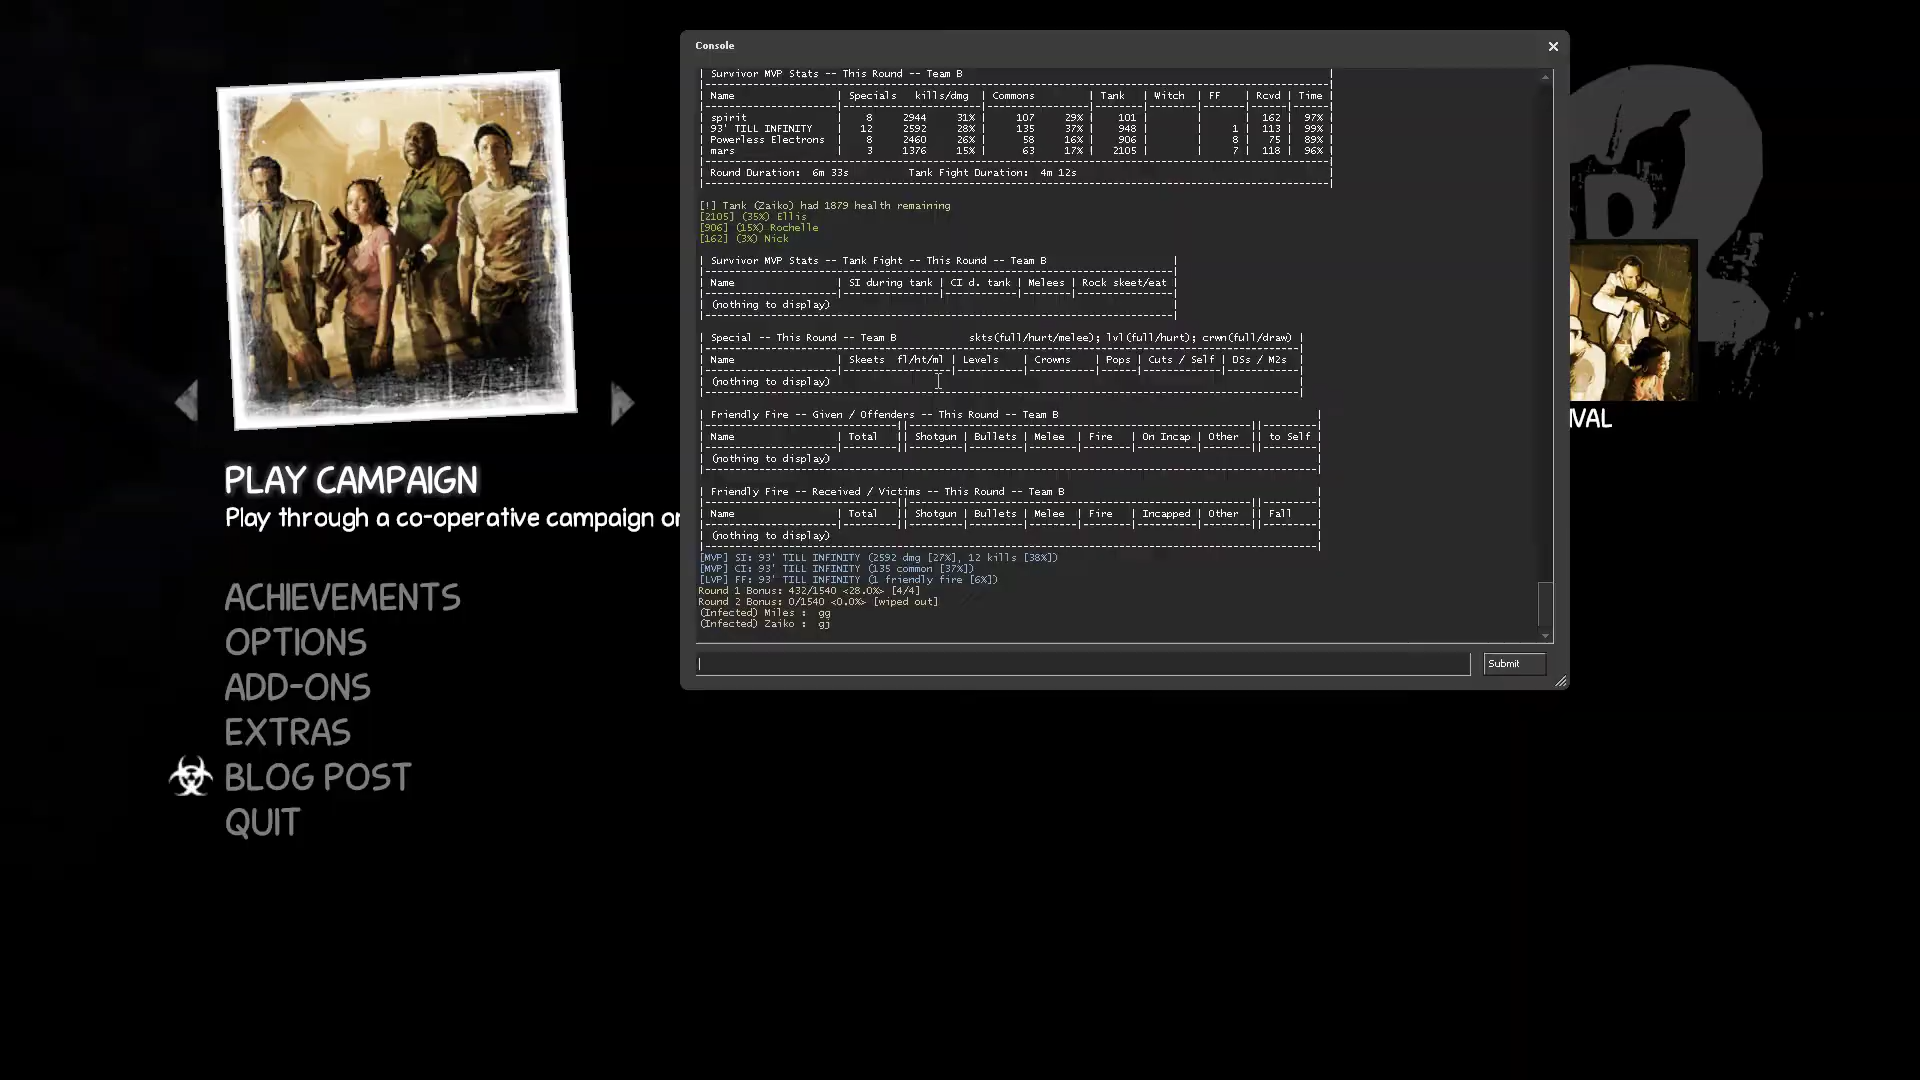 Console
| Survivor MVP Stats -- This Round -- Team B |
| Name | Specials kills/dmg | Commons | Tank | Witch | FF | Rcvd | Time |
| spirit | 8 2944 31% | 107 29% | 101 | | | 162 | 97% |
| 93' TILL INFINITY | 12 2592 28% | 135 37% | 948 | | 1 | 113 | 99% |
| Powerless Electrons | 8 2460 26% | 58 16% | 906 | | 8 | 75 | 89% |
| mars | 3 1376 15% | 63 17% | 2105 | | 7 | 118 | 96% |
| Round Duration: 6m 33s Tank Fight Duration: 4m 12s |
[!] Tank (Zaiko) had 1879 health remaining
[2105] (35%) Ellis
[906] (15%) Rochelle
[162] (3%) Nick
| Survivor MVP Stats -- Tank Fight -- This Round -- Team B |
| Name | SI during tank | CI d. tank | Melees | Rock skeet/eat |
| (nothing to display) |
| Special -- This Round -- Team B skts(full/hurt/melee); lvl(full/hurt); crwn(full/draw) |
| Name | Skeets fl/ht/ml | Levels | Crowns | Pops | Cuts / Self | DSs / M2s |
| (nothing to display) |
| Friendly Fire -- Given / Offenders -- This Round -- Team B |
| Name | Total || Shotgun | Bullets | Melee | Fire | On Incap | Other || to Self |
| (nothing to display) |
| Friendly Fire -- Received / Victims -- This Round -- Team B |
| Name | Total || Shotgun | Bullets | Melee | Fire | Incapped | Other || Fall |
| (nothing to display) |
[MVP] SI: 93' TILL INFINITY (2592 dmg [27%], 12 kills [38%])
[MVP] CI: 93' TILL INFINITY (135 common [37%])
[LVP] FF: 93' TILL INFINITY (1 friendly fire [6%])
Round 1 Bonus: 432/1540 <28.0%> [4/4]
Round 2 Bonus: 0/1540 <0.0%> [wiped out]
(Infected) Miles : gg
(Infected) Zaiko : gj
Submit
PLAY CAMPAIGN
Play through a co-operative campaign
ACHIEVEMENTS
OPTIONS
ADD-ONS
EXTRAS
BLOG POST
QUIT
IVAL
D
TM